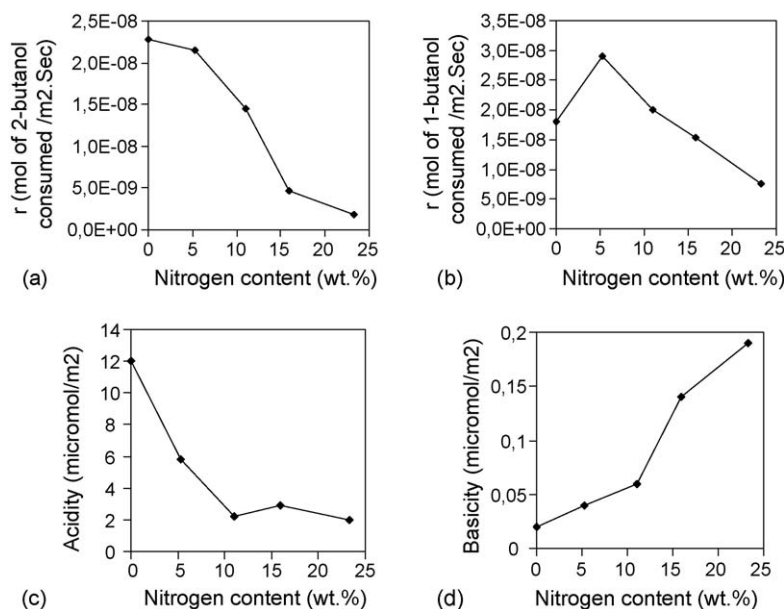 r (mol of 2-butanol
consumed /m2.Sec)
2,5E-08
2,0E-08
1,5E-08
1,0E-08
5,0E-09
0,0E+00
0 5 10 15 20 25
(a) Nitrogen content (wt.%)
r (mol of 1-butanol
consumed /m2.Sec)
3,5E-08
3,0E-08
2,5E-08
2,0E-08
1,5E-08
1,0E-08
5,0E-09
0,0E+00
0 5 10 15 20 25
(b) Nitrogen content (wt.%)
Acidity (micromol/m2)
14
12
10
8
6
4
2
0
0 5 10 15 20 25
(c) Nitrogen content (wt.%)
Basicity (micromol/m2)
0,2
0,15
0,1
0,05
0
0 5 10 15 20 25
(d) Nitrogen content (wt.%)